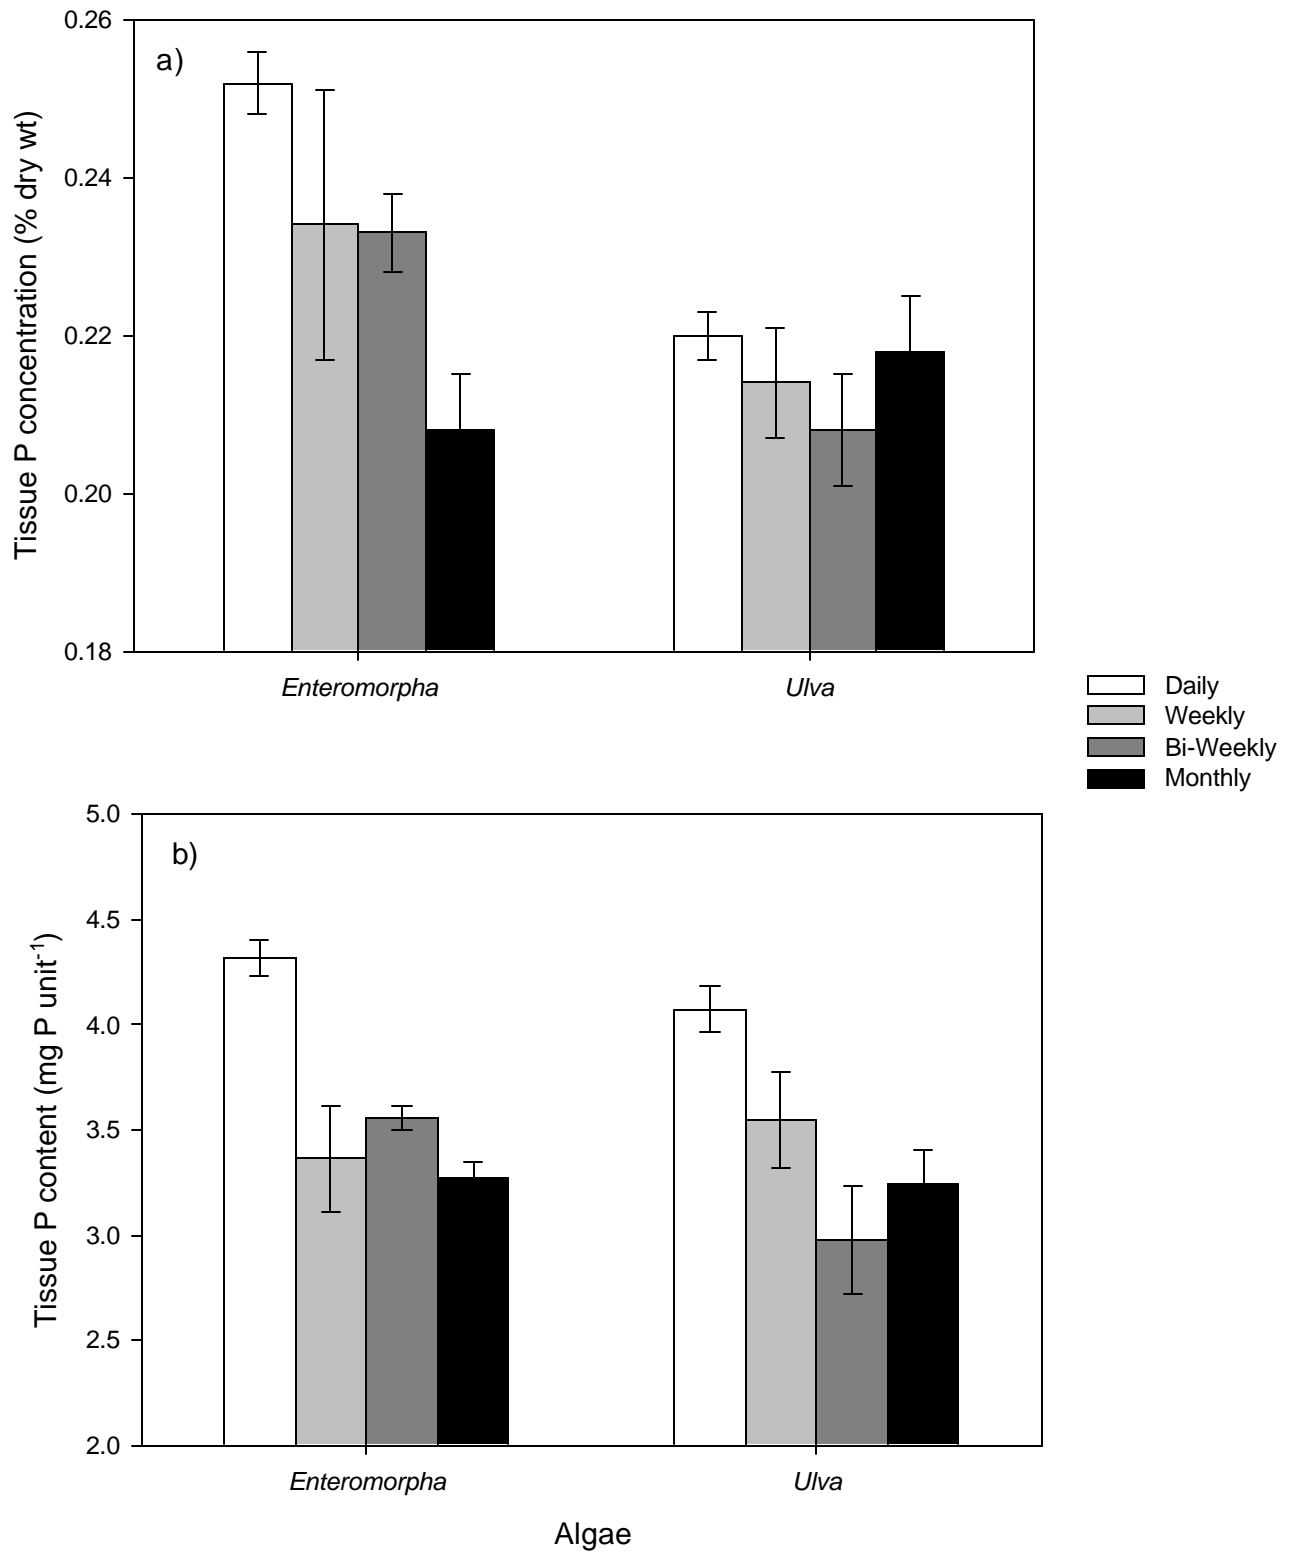 a)
Tissue P concentration (% dry wt)
0.26
0.24
0.22
0.20
0.18
Enteromorpha
Ulva
Daily
Weekly
Bi-Weekly
Monthly
b)
Tissue P content (mg P unit⁻¹)
5.0
4.5
4.0
3.5
3.0
2.5
2.0
Enteromorpha
Ulva
Algae